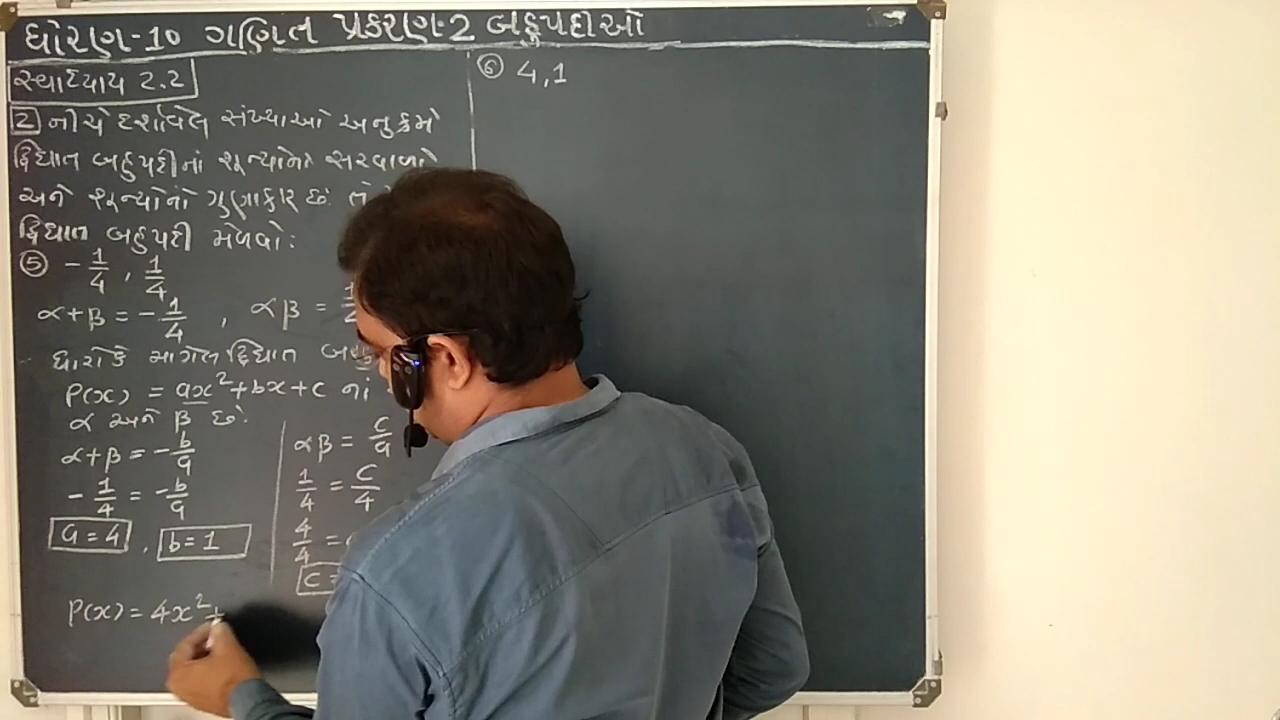 ધોરણ-10 ગણિત પ્રકરણ-2 બહુપદીઓ
સ્વાધ્યાય 2.2
2 નીચે દર્શાવેલ સંખ્યાઓ અનુક્રમે
દ્વિઘાત બહુપદીનાં શૂન્યોનો સરવાળો
અને શૂન્યોનો ગુણાકાર છે. તે
દ્વિઘાત બહુપદી મેળવો:
5 -1/4 , 1/4
α+β = -1/4 , αβ =
ધારોકે માગેલ દ્વિઘાત
P(x) = ax²+bx+c નાં
α અને β છે.
α+β = -b/a
-1/4 = -b/a
a=4 , b=1
αβ = c/a
1/4 = c/4
4/4 =
c =
P(x) = 4x²+
6 4,1